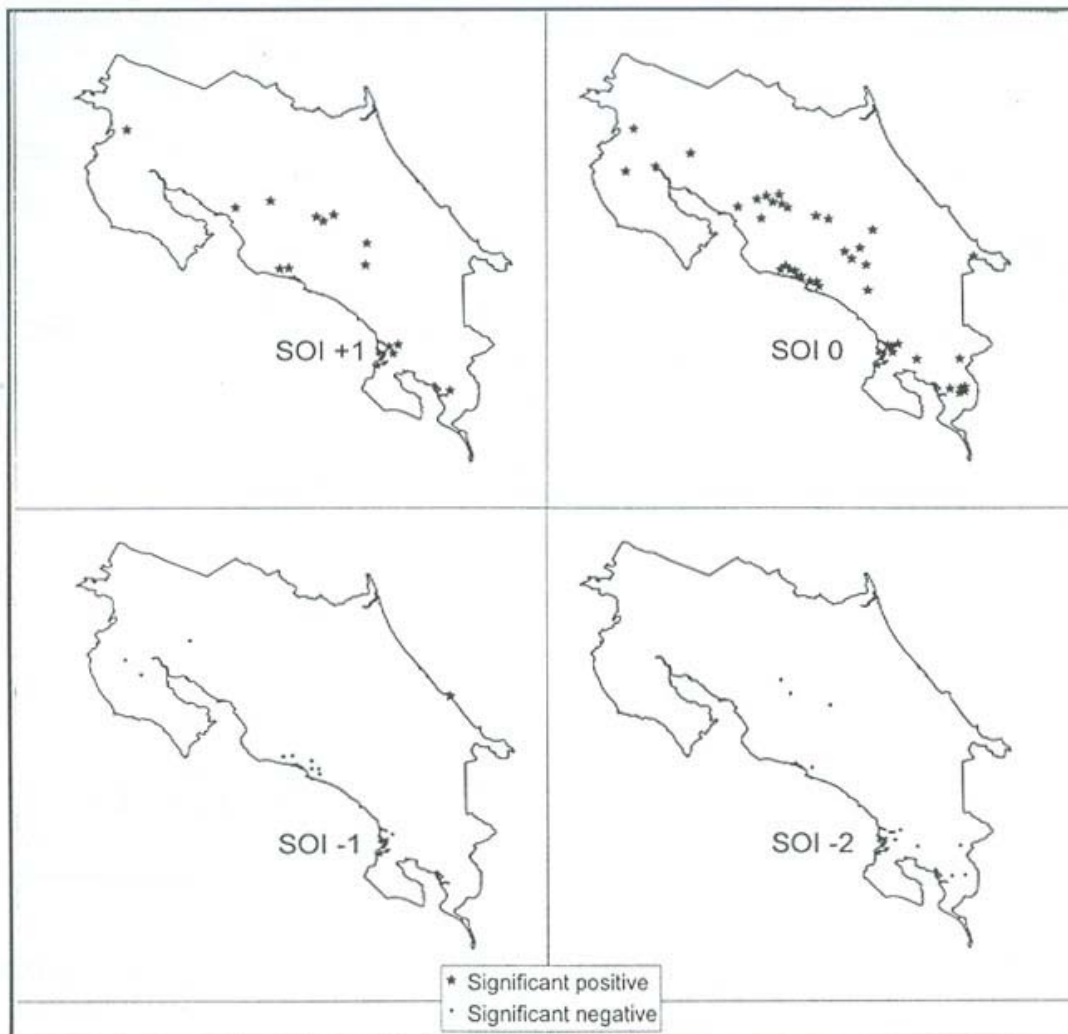 SOI +1
SOI 0
SOI -1
SOI -2
Significant positive
Significant negative